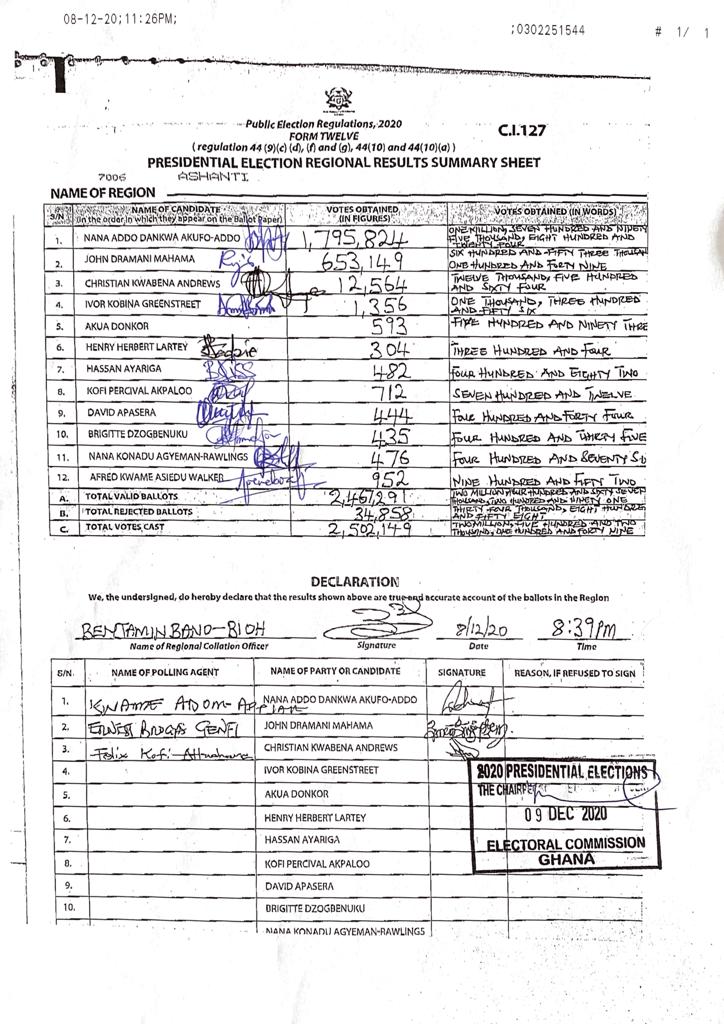 08-12-20;11:26PM; ;0302251544 # 1/ 1
Public Election Regulations, 2020
FORM TWELVE
C.I.127
( regulation 44 (9)(c) (d), (f) and (g), 44(10) and 44(10)(a) )
PRESIDENTIAL ELECTION REGIONAL RESULTS SUMMARY SHEET
7006 ASHANTI
NAME OF REGION
S/N NAME OF CANDIDATE (in the order in which they appear on the Ballot Paper) VOTES OBTAINED (IN FIGURES) VOTES OBTAINED (IN WORDS)
1. NANA ADDO DANKWA AKUFO-ADDO 1,795,824 ONE MILLION, SEVEN HUNDRED AND NINETY FIVE THOUSAND, EIGHT HUNDRED AND TWENTY FOUR
2. JOHN DRAMANI MAHAMA 653,149 SIX HUNDRED AND FIFTY THREE THOUSAN ONE HUNDRED AND FORTY NINE
3. CHRISTIAN KWABENA ANDREWS 12,564 TWELVE THOUSAND, FIVE HUNDRED AND SIXTY FOUR
4. IVOR KOBINA GREENSTREET 1,356 ONE THOUSAND, THREE HUNDRED AND FIFTY SIX
5. AKUA DONKOR 593 FIVE HUNDRED AND NINETY THRE
6. HENRY HERBERT LARTEY 304 THREE HUNDRED AND FOUR
7. HASSAN AYARIGA 482 FOUR HUNDRED AND EIGHTY TWO
8. KOFI PERCIVAL AKPALOO 712 SEVEN HUNDRED AND TWELVE
9. DAVID APASERA 444 FOUR HUNDRED AND FORTY FOUR
10. BRIGITTE DZOGBENUKU 435 FOUR HUNDRED AND THIRTY FIVE
11. NANA KONADU AGYEMAN-RAWLINGS 476 FOUR HUNDRED AND SEVENTY SI
12. AFRED KWAME ASIEDU WALKER 952 NINE HUNDRED AND FIFTY TWO
A. TOTAL VALID BALLOTS 2,467,291 TWO MILLION, FOUR HUNDRED AND SIXTY SEVEN THOUSAND, TWO HUNDRED AND NINETY ONE
B. TOTAL REJECTED BALLOTS 34,858 THIRTY FOUR THOUSAND, EIGHT HUNDRED AND FIFTY EIGHT
C. TOTAL VOTES CAST 2,502,149 TWO MILLION, FIVE HUNDRED AND TWO THOUSAND, ONE HUNDRED AND FORTY NINE
DECLARATION
We, the undersigned, do hereby declare that the results shown above are true and accurate account of the ballots in the Region
BENJAMIN BANO-BIOH 8/12/20 8:39PM
Name of Regional Collation Officer Signature Date Time
S/N. NAME OF POLLING AGENT NAME OF PARTY OR CANDIDATE SIGNATURE REASON, IF REFUSED TO SIGN
1. KWAME ADOM-APPIAH NANA ADDO DANKWA AKUFO-ADDO
2. JOHN DRAMANI MAHAMA
3. Felix Kofi CHRISTIAN KWABENA ANDREWS
4. IVOR KOBINA GREENSTREET
5. AKUA DONKOR
6. HENRY HERBERT LARTEY
7. HASSAN AYARIGA
8. KOFI PERCIVAL AKPALOO
9. DAVID APASERA
10. BRIGITTE DZOGBENUKU
NANA KONADU AGYEMAN-RAWLINGS
2020 PRESIDENTIAL ELECTIONS
THE
09 DEC 2020
ELECTORAL COMMISSION
GHANA